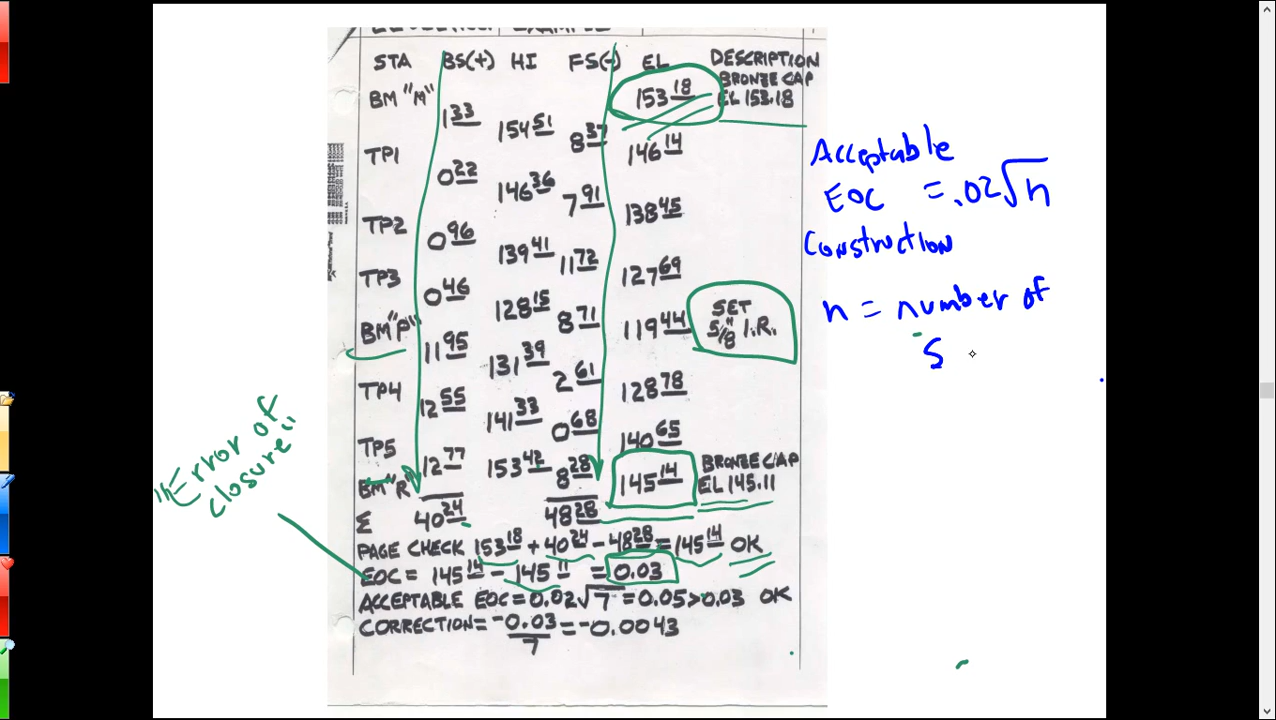 STA BS(+) HI FS(-) EL DESCRIPTION
BM "M" 153 18 BRONZE CAP
EL 153.18
1 33 154 51 8 37
TP1 146 14
0 22 146 36 7 91
TP2 138 45
0 96 139 41 11 72
TP3 127 69
0 46 128 15 8 71
BM "P" 119 44 SET
5/8" I.R.
11 95 131 39 2 61
TP4 128 78
12 55 141 33 0 68
TP5 140 65
12 77 153 42 8 28
BM "R" 145 14 BRONZE CAP
EL 145.11
Σ 40 24 48 28
PAGE CHECK 153 18 + 40 24 - 48 28 = 145 14 OK
EOC = 145 14 - 145 11 = 0.03
ACCEPTABLE EOC = 0.02√7 = 0.05 > 0.03 OK
CORRECTION = -0.03/7 = -0.0043
"Error of
closure"
Acceptable
EOC = .02√n
Construction
n = number of
S